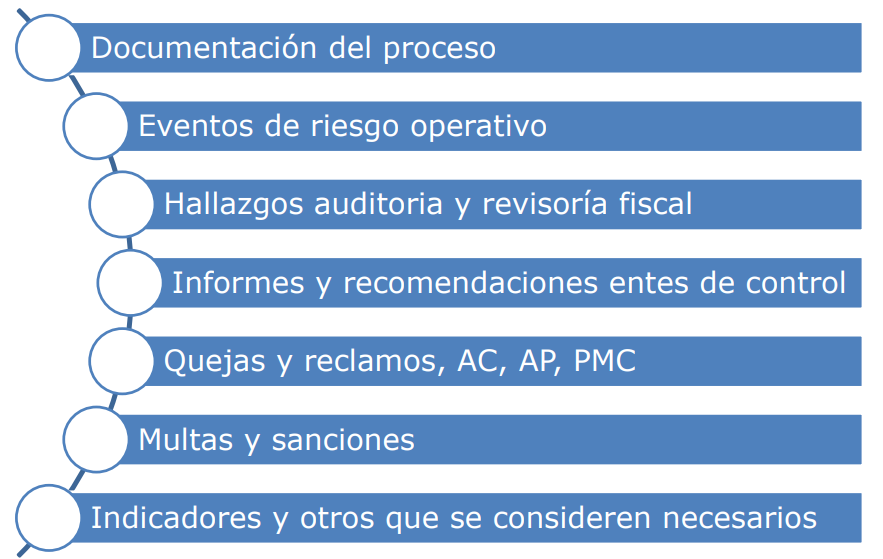 Documentación del proceso
Eventos de riesgo operativo
Hallazgos auditoria y revisoría fiscal
Informes y recomendaciones entes de control
Quejas y reclamos, AC, AP, PMC
Multas y sanciones
Indicadores y otros que se consideren necesarios